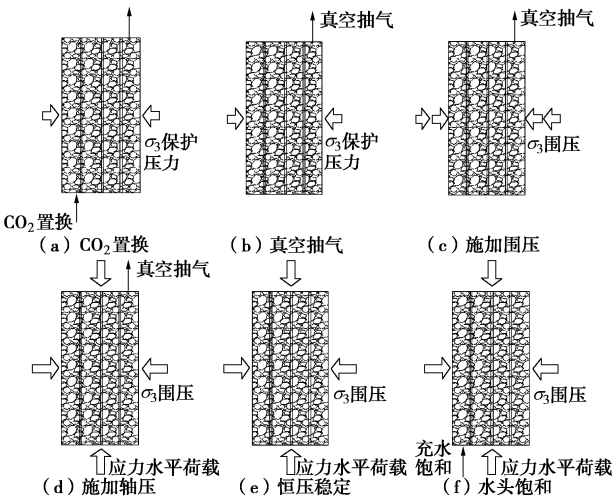 真空抽气
真空抽气
σ₃保护
压力
σ₃保护
压力
σ₃围压
CO₂置换
(a) CO₂置换
(b) 真空抽气
(c) 施加围压
真空抽气
σ₃围压
σ₃围压
σ₃围压
充水
饱和
应力水平荷载
应力水平荷载
应力水平荷载
(d) 施加轴压
(e) 恒压稳定
(f) 水头饱和